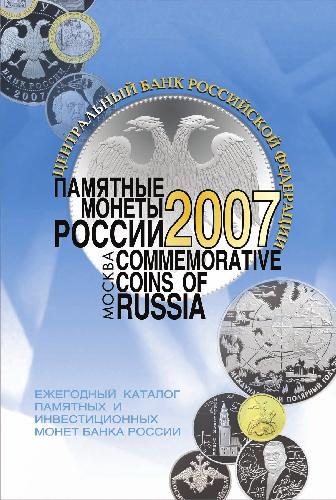 ЦЕНТРАЛЬНЫЙ БАНК РОССИЙСКОЙ ФЕДЕРАЦИИ
ПАМЯТНЫЕ
МОНЕТЫ
РОССИИ
2007
МОСКВА
COMMEMORATIVE
COINS OF
RUSSIA
ЕЖЕГОДНЫЙ КАТАЛОГ
ПАМЯТНЫХ И
ИНВЕСТИЦИОННЫХ
МОНЕТ БАНКА РОССИИ